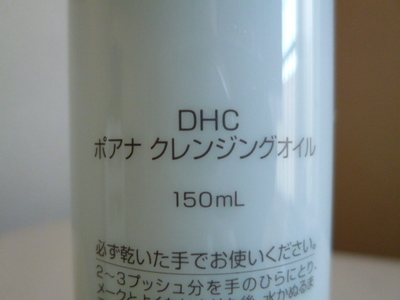 DHC
ポアナ クレンジングオイル
150mL
必ず乾いた手でお使いください。
2～3プッシュ分を手のひらにとり、